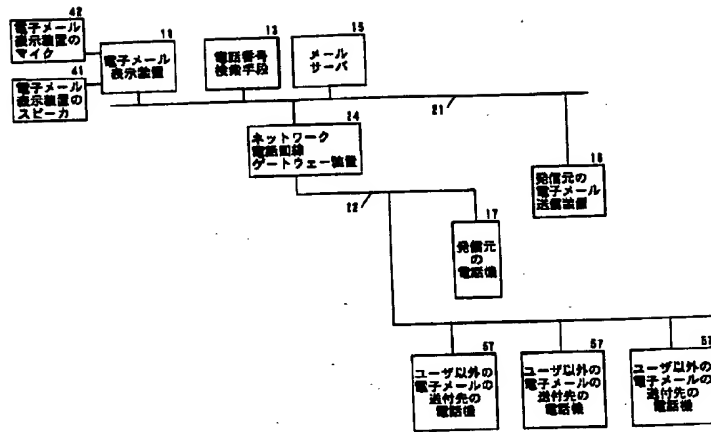 42
電子メール
表示装置の
マイク
41
電子メール
表示装置の
スピーカ
電子メール
表示装置
13
電話番号
検索手段
15
メール
サーバ
21
24
ネットワーク
電話回線
ゲートウェー装置
22
17
発信元
の
電話機
発信元の
電子メール
送信装置
57
ユーザ以外の
電子メールの
送付先の
電話機
57
ユーザ以外の
電子メールの
送付先の
電話機
57
ユーザ以外の
電子メールの
送付先の
電話機